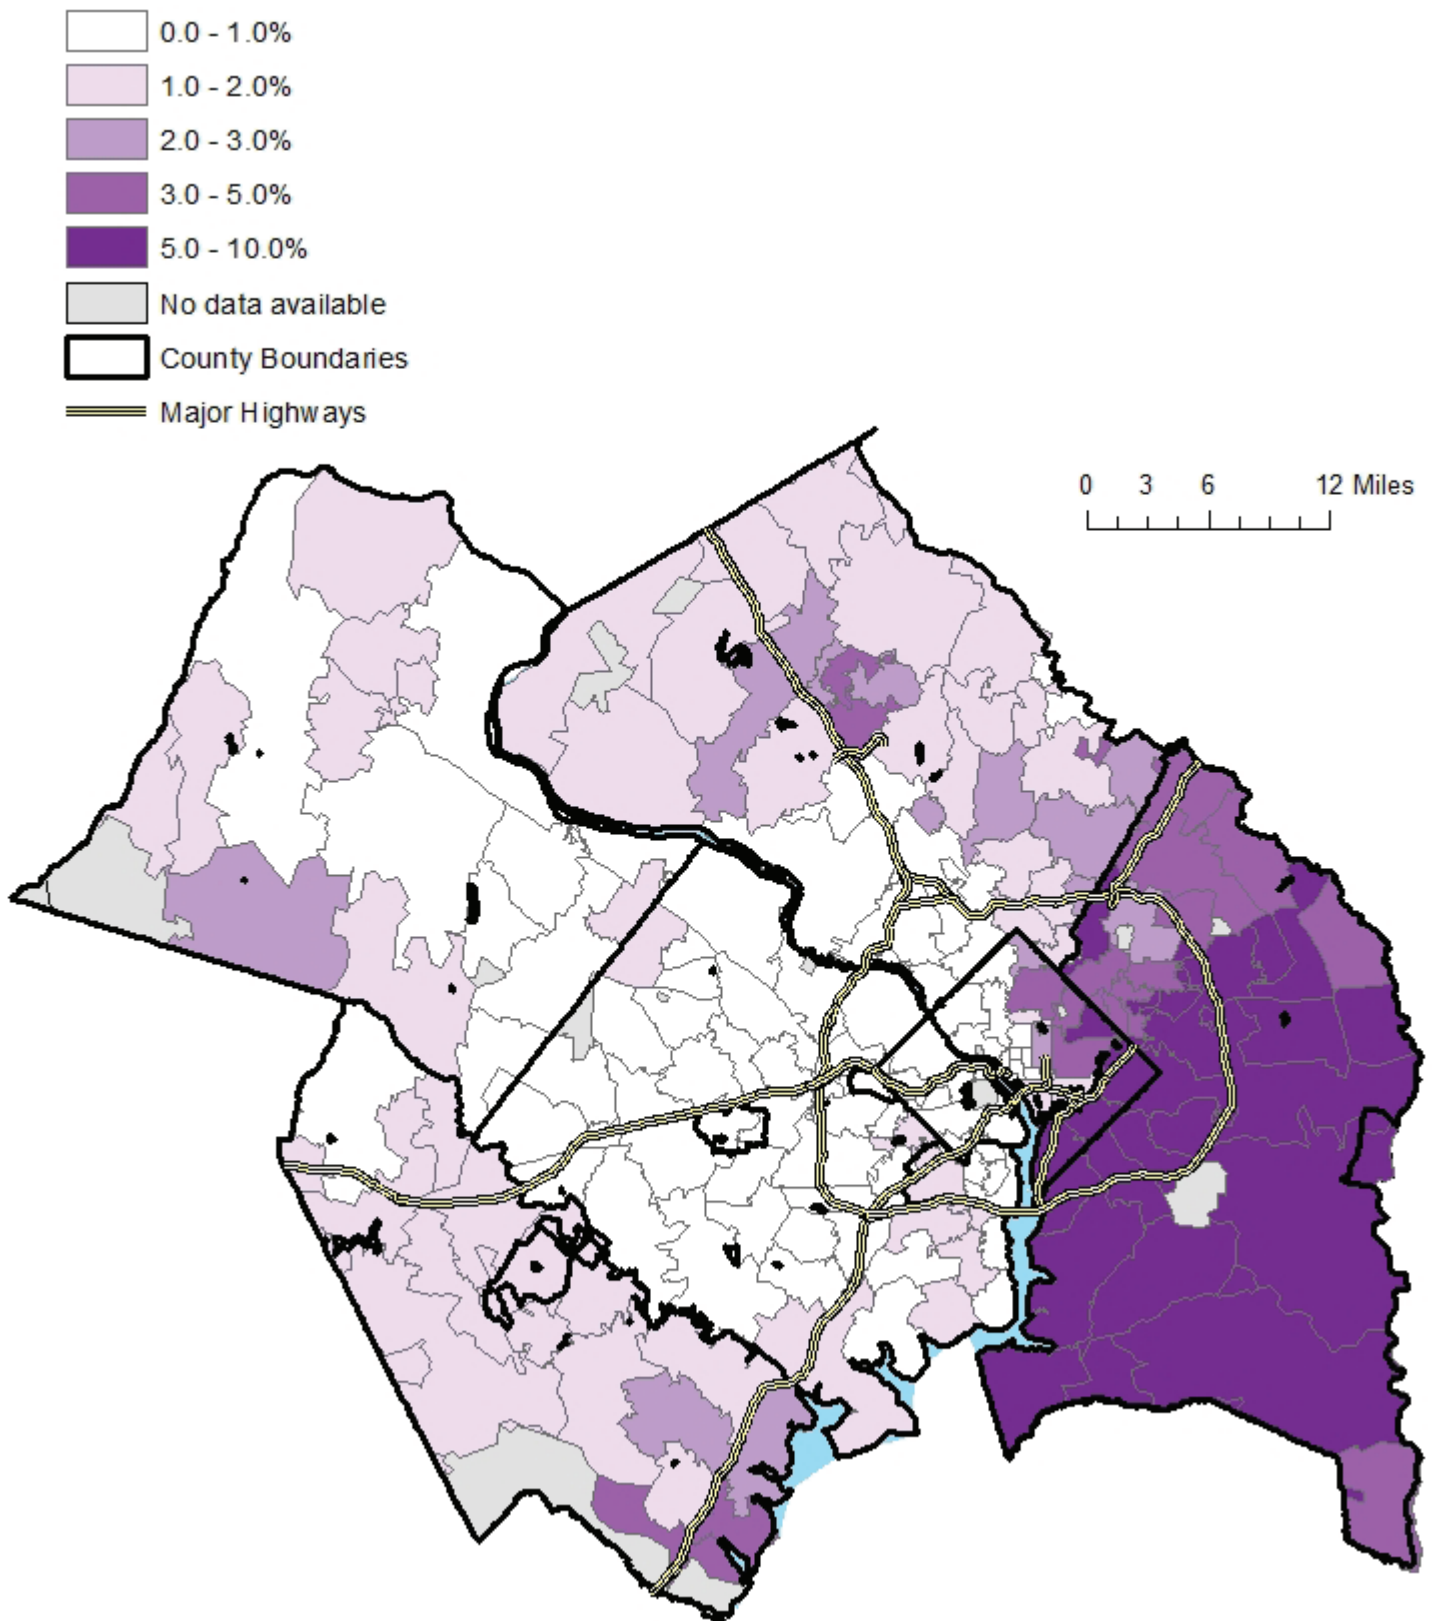 0.0 - 1.0%
1.0 - 2.0%
2.0 - 3.0%
3.0 - 5.0%
5.0 - 10.0%
No data available
County Boundaries
Major Highways
0 3 6 12 Miles